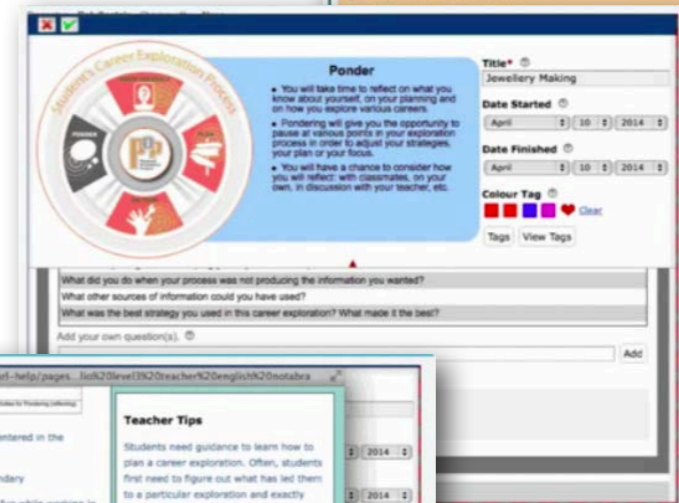 Student's Career Exploration Process
PONDER
PLAN
Ponder
• You will take time to reflect on what you
know about yourself, on your planning and
on how you explore various careers.
• Pondering will give you the opportunity to
pause at various points in your exploration
process in order to adjust your strategies,
your plan or your focus.
• You will have a chance to consider how
you will reflect: with classmates, on your
own, in discussion with your teacher, etc.
Title*
Jewellery Making
Date Started
April 10 2014
Date Finished
April 10 2014
Colour Tag
Clear
Tags View Tags
What did you do when your process was not producing the information you wanted?
What other sources of information could you have used?
What was the best strategy you used in this career exploration? What made it the best?
Add your own question(s).
Add
entered in the
ndary
Teacher Tips
Students need guidance to learn how to
plan a career exploration. Often, students
first need to figure out what has led them
to a particular exploration and exactly
2014
2014